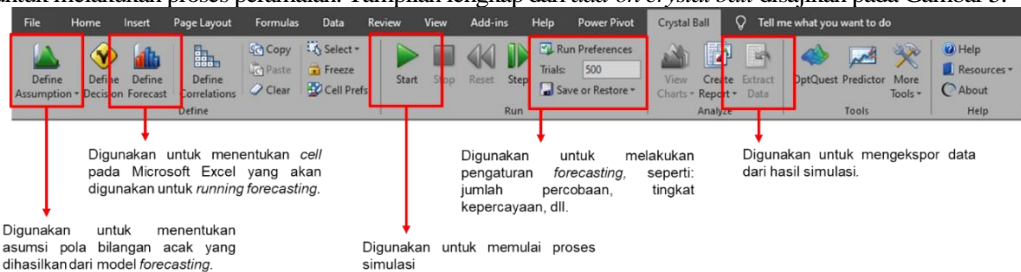 untuk melakukan proses peramalan. Tampilan lengkap dari add-on crystal ball disajikan pada Gambar 3.
File Home Insert Page Layout Formulas Data Review View Add-ins Help Power Pivot Crystal Ball Tell me what you want to do
Define Assumption
Define Decision
Define Forecast
Define Correlations
Copy
Paste
Clear
Select
Freeze
Cell Prefs
Define
Start
Stop
Reset
Step
Run Preferences
Trials: 500
Save or Restore
Run
View Charts
Create Report
Extract Data
Analyze
OptQuest
Predictor
More Tools
Tools
Help
Resources
About
Help
Digunakan untuk menentukan cell
pada Microsoft Excel yang akan
digunakan untuk running forecasting.
Digunakan untuk melakukan
pengaturan forecasting, seperti:
jumlah percobaan, tingkat
kepercayaan, dll.
Digunakan untuk mengekspor data
dari hasil simulasi.
Digunakan untuk menentukan
asumsi pola bilangan acak yang
dihasilkan dari model forecasting.
Digunakan untuk memulai proses
simulasi